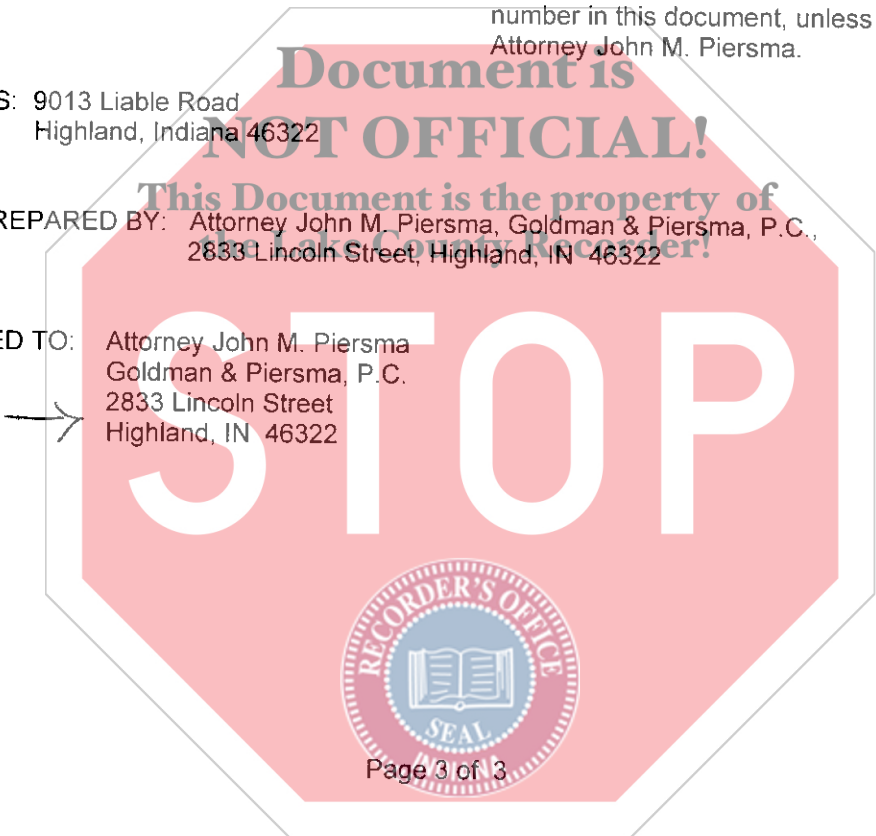 number in this document, unless
Attorney John M. Piersma.
Document is
S: 9013 Liable Road
Highland, Indiana 46322
NOT OFFICIAL!
This Document is the property of
REPARED BY: Attorney John M. Piersma, Goldman & Piersma, P.C.,
the Lake County Recorder!
2833 Lincoln Street, Highland, IN 46322
ED TO: Attorney John M. Piersma
Goldman & Piersma, P.C.
2833 Lincoln Street
Highland, IN 46322
STOP
RECORDER'S OFFICE
SEAL
INDIANA
Page 3 of 3